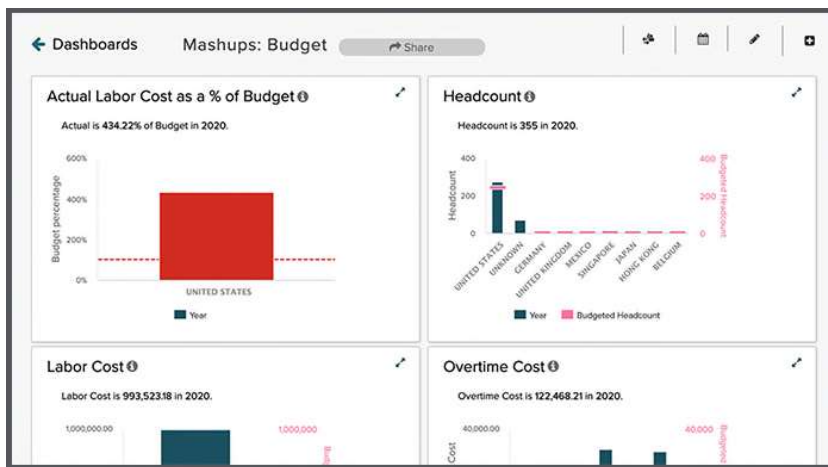 Dashboards Mashups: Budget Share
Actual Labor Cost as a % of Budget
Actual is 434.22% of Budget in 2020.
Budget percentage
600%
400%
200%
0%
UNITED STATES
Year
Headcount
Headcount is 355 in 2020.
Headcount
400
200
0
400
200
0
Budgeted Headcount
UNITED STATES
UNKNOWN
GERMANY
UNITED KINGDOM
MEXICO
SINGAPORE
JAPAN
HONG KONG
BELGIUM
Year Budgeted Headcount
Labor Cost
Labor Cost is 993,523.18 in 2020.
1,000,000.00
1,000,000
Overtime Cost
Overtime Cost is 122,468.21 in 2020.
40,000.00
Cost
40,000